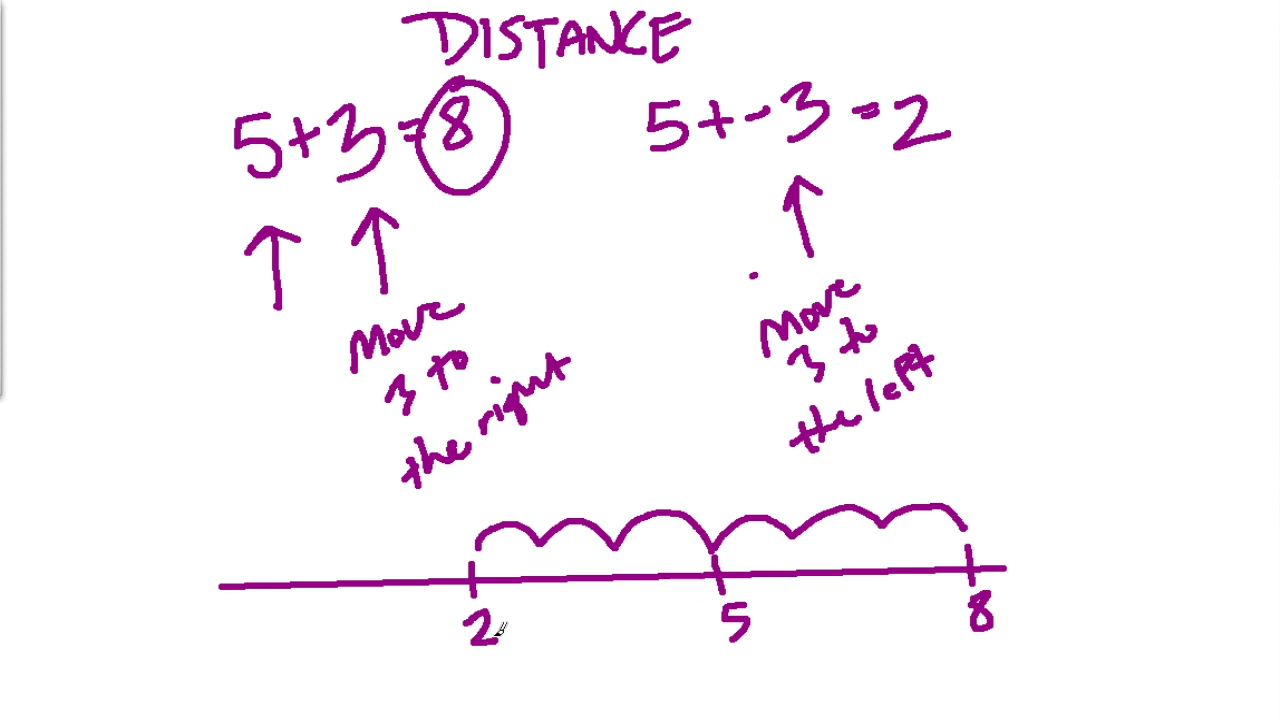 DISTANCE
5+3=8
5+-3=2
Move
3 to
the right
Move
3 to
the left
2
5
8